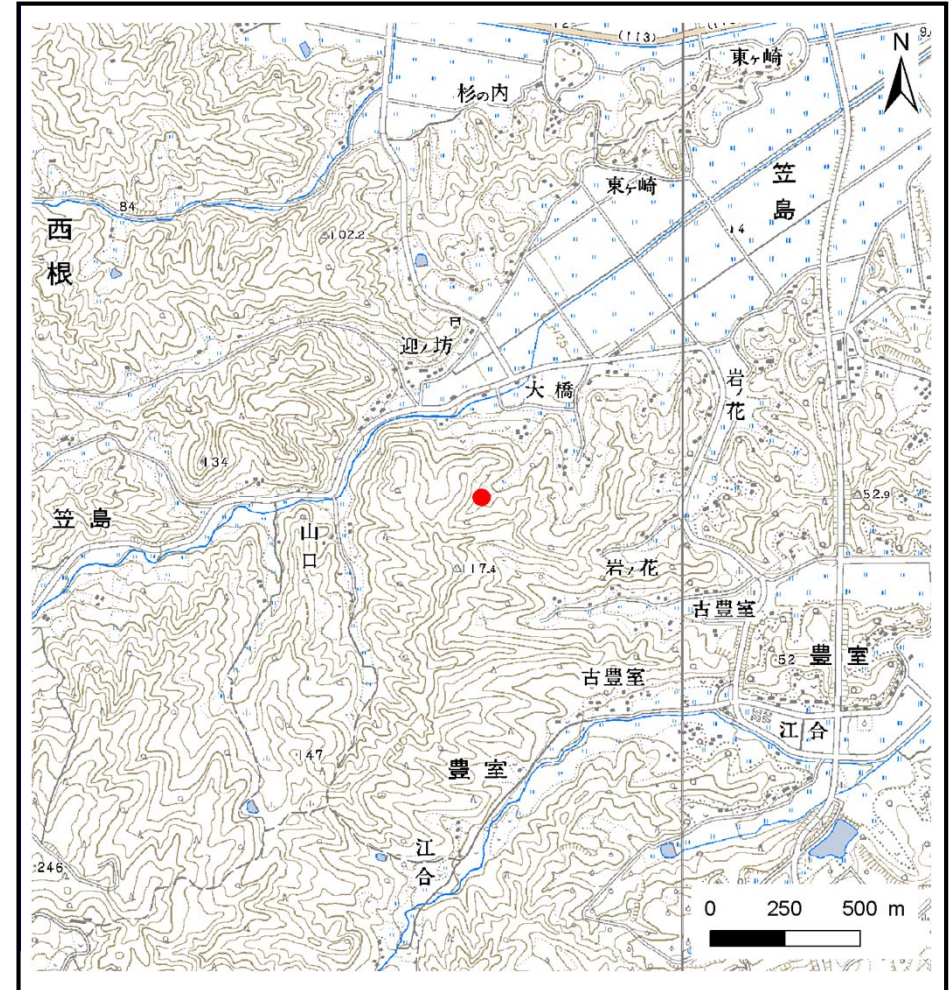 12
(113)
9.
N
東ヶ崎
杉の内
東ヶ崎
笠島
84
西根
102.2
14
迎ノ坊
大橋
岩ノ花
134
笠島
山口
52.9
117.4
岩ノ花
古豊室
52
豊室
古豊室
江合
147
豊室
江合
246
0 250 500 m